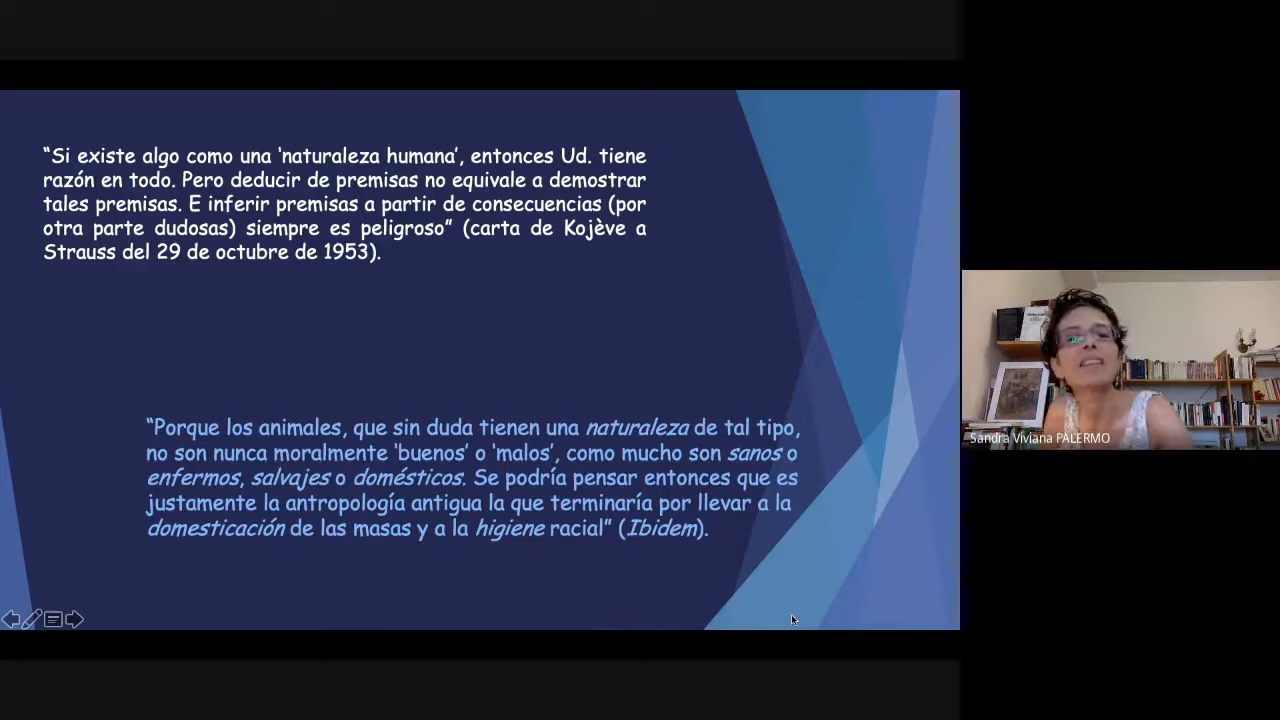 “Si existe algo como una ‘naturaleza humana’, entonces Ud. tiene
razón en todo. Pero deducir de premisas no equivale a demostrar
tales premisas. E inferir premisas a partir de consecuencias (por
otra parte dudosas) siempre es peligroso” (carta de Kojève a
Strauss del 29 de octubre de 1953).
“Porque los animales, que sin duda tienen una naturaleza de tal tipo,
no son nunca moralmente ‘buenos’ o ‘malos’, como mucho son sanos o
enfermos, salvajes o domésticos. Se podría pensar entonces que es
justamente la antropología antigua la que terminaría por llevar a la
domesticación de las masas y a la higiene racial” (Ibidem).
Sandra Viviana PALERMO